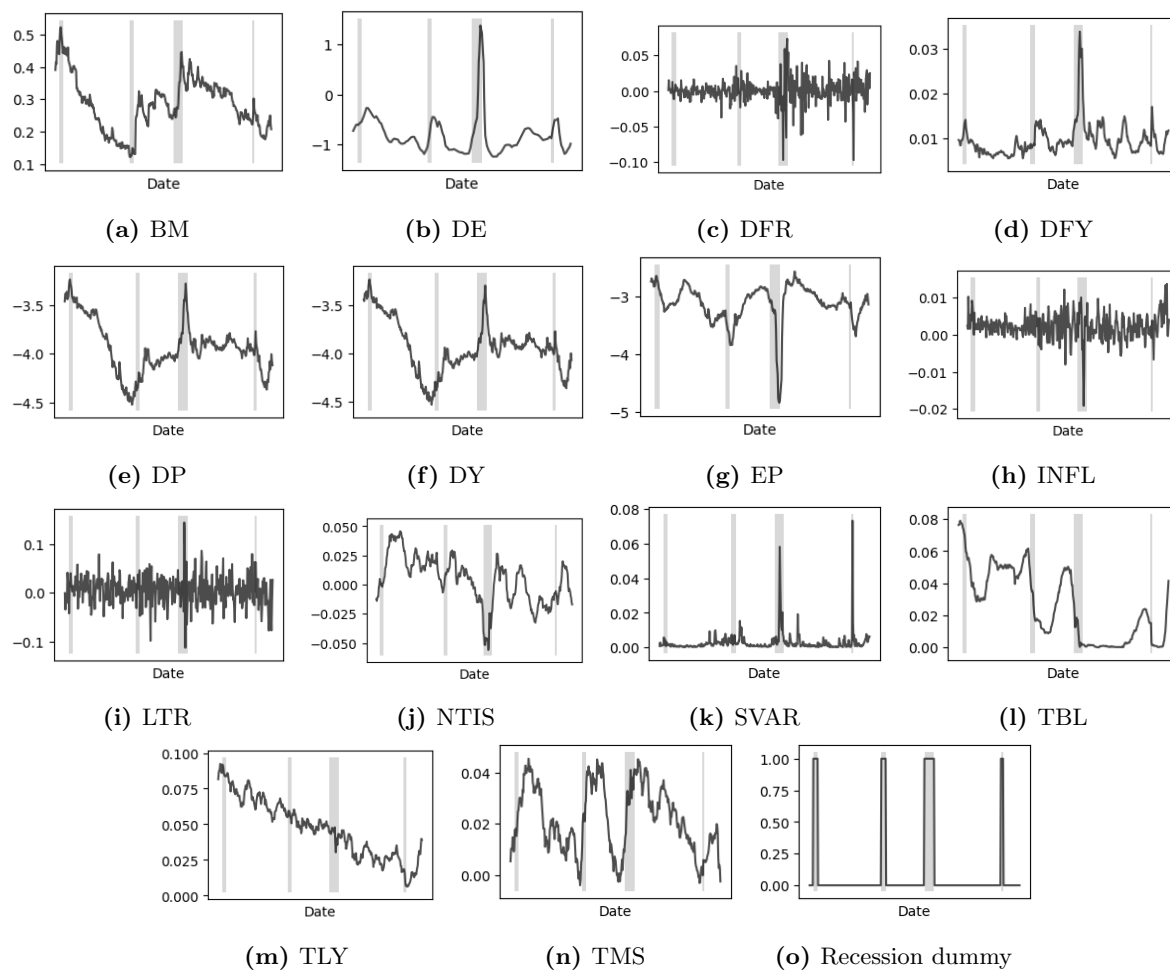 0.5
0.4
0.3
0.2
0.1
Date
(a) BM
1
0
−1
Date
(b) DE
0.05
0.00
−0.05
−0.10
Date
(c) DFR
0.03
0.02
0.01
Date
(d) DFY
−3.5
−4.0
−4.5
Date
(e) DP
−3.5
−4.0
−4.5
Date
(f) DY
−3
−4
−5
Date
(g) EP
0.01
0.00
−0.01
−0.02
Date
(h) INFL
0.1
0.0
−0.1
Date
(i) LTR
0.050
0.025
0.000
−0.025
−0.050
Date
(j) NTIS
0.08
0.06
0.04
0.02
0.00
Date
(k) SVAR
0.08
0.06
0.04
0.02
0.00
Date
(l) TBL
0.100
0.075
0.050
0.025
0.000
Date
(m) TLY
0.04
0.02
0.00
Date
(n) TMS
1.00
0.75
0.50
0.25
0.00
Date
(o) Recession dummy